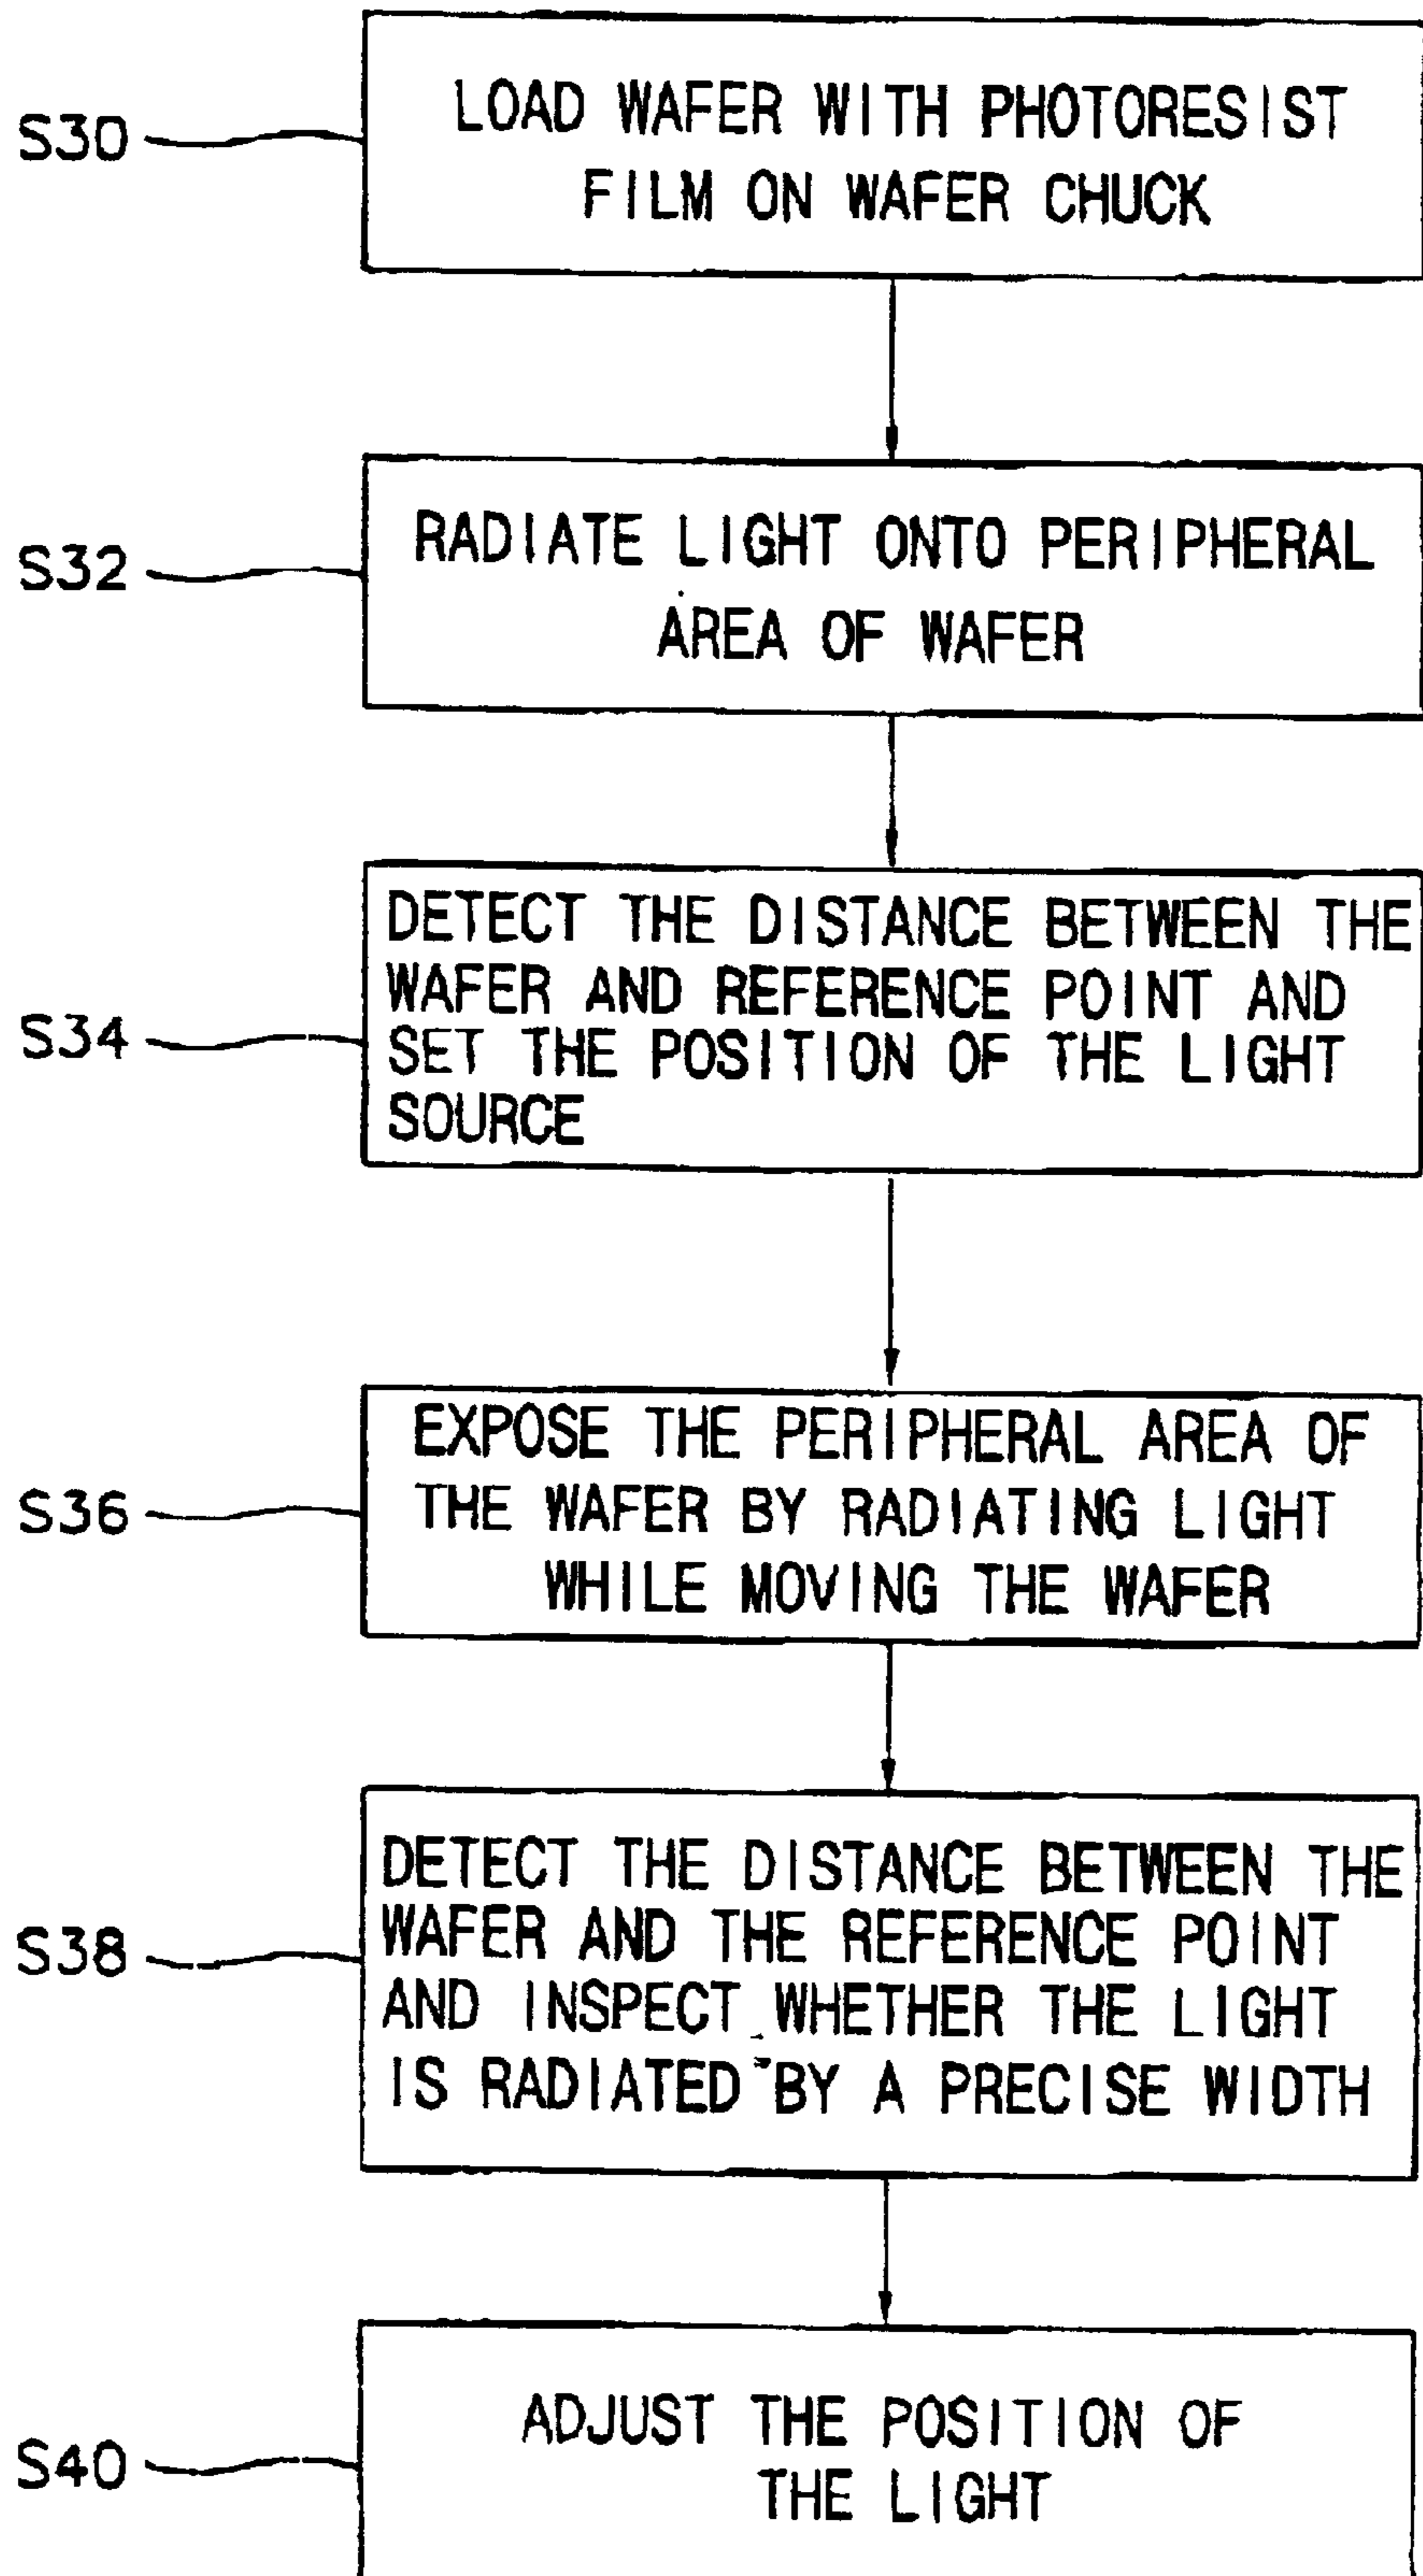 S30
LOAD WAFER WITH PHOTORESIST
FILM ON WAFER CHUCK
S32
RADIATE LIGHT ONTO PERIPHERAL
AREA OF WAFER
S34
DETECT THE DISTANCE BETWEEN THE
WAFER AND REFERENCE POINT AND
SET THE POSITION OF THE LIGHT
SOURCE
S36
EXPOSE THE PERIPHERAL AREA OF
THE WAFER BY RADIATING LIGHT
WHILE MOVING THE WAFER
S38
DETECT THE DISTANCE BETWEEN THE
WAFER AND THE REFERENCE POINT
AND INSPECT WHETHER THE LIGHT
IS RADIATED BY A PRECISE WIDTH
S40
ADJUST THE POSITION OF
THE LIGHT